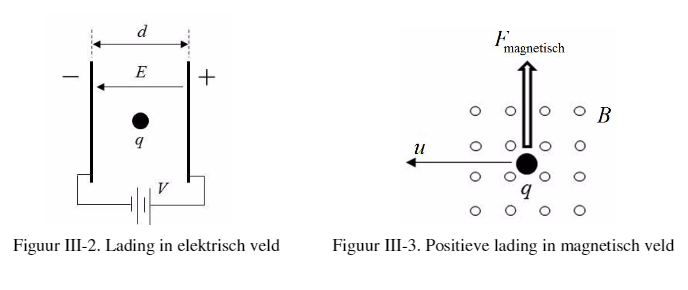 d
E
− +
q
V
Figuur III-2. Lading in elektrisch veld
F magnetisch
B
u
q
Figuur III-3. Positieve lading in magnetisch veld